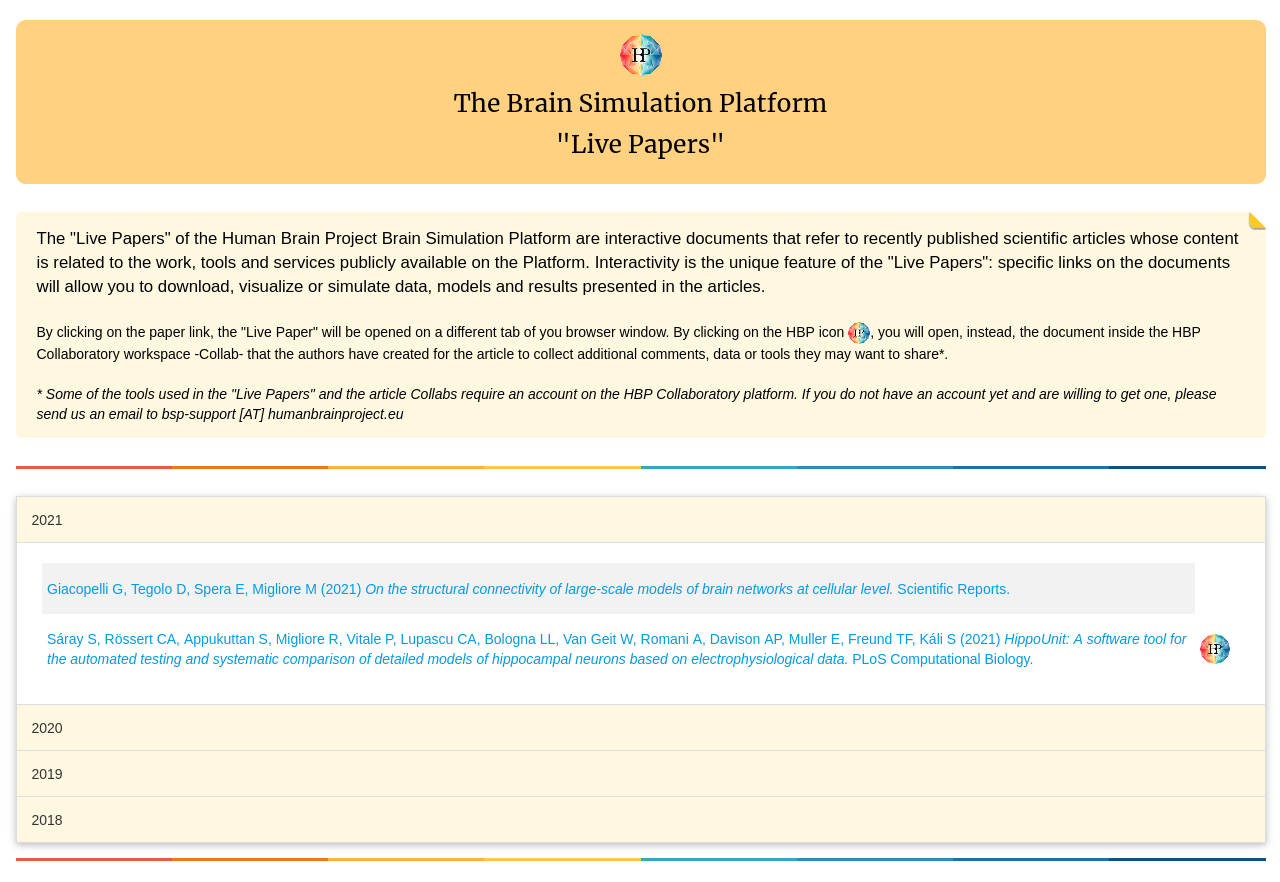 HP
The Brain Simulation Platform
"Live Papers"
The "Live Papers" of the Human Brain Project Brain Simulation Platform are interactive documents that refer to recently published scientific articles whose content
is related to the work, tools and services publicly available on the Platform. Interactivity is the unique feature of the "Live Papers": specific links on the documents
will allow you to download, visualize or simulate data, models and results presented in the articles.
By clicking on the paper link, the "Live Paper" will be opened on a different tab of you browser window. By clicking on the HBP icon HP, you will open, instead, the document inside the HBP
Collaboratory workspace -Collab- that the authors have created for the article to collect additional comments, data or tools they may want to share*.
* Some of the tools used in the "Live Papers" and the article Collabs require an account on the HBP Collaboratory platform. If you do not have an account yet and are willing to get one, please
send us an email to bsp-support [AT] humanbrainproject.eu
2021
Giacopelli G, Tegolo D, Spera E, Migliore M (2021) On the structural connectivity of large-scale models of brain networks at cellular level. Scientific Reports.
Sáray S, Rössert CA, Appukuttan S, Migliore R, Vitale P, Lupascu CA, Bologna LL, Van Geit W, Romani A, Davison AP, Muller E, Freund TF, Káli S (2021) HippoUnit: A software tool for
the automated testing and systematic comparison of detailed models of hippocampal neurons based on electrophysiological data. PLoS Computational Biology.
HP
2020
2019
2018